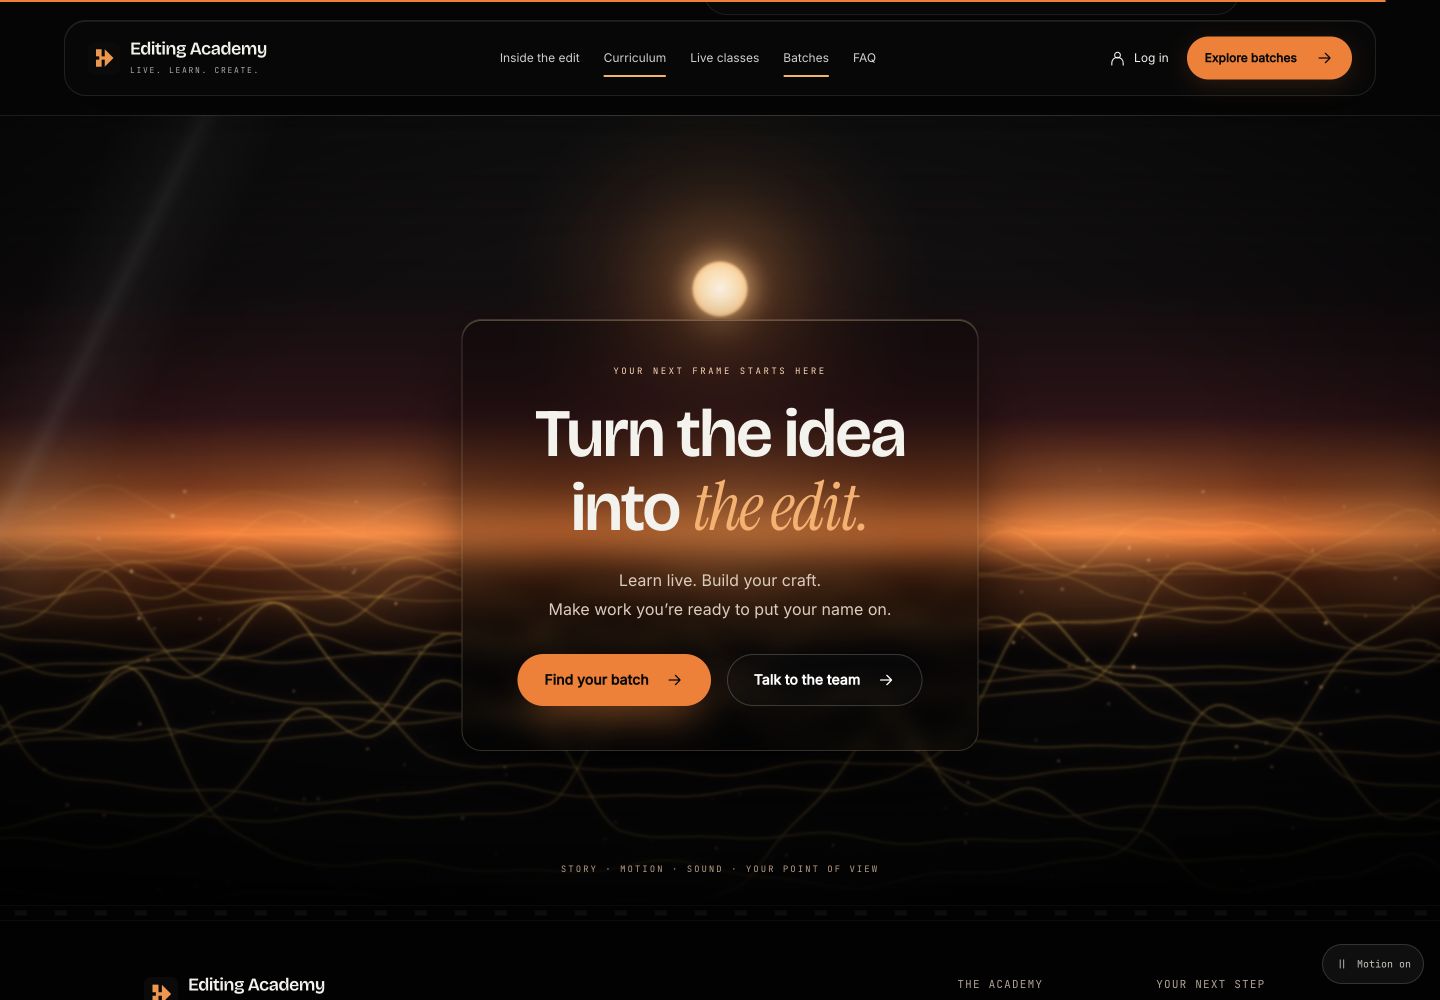 Editing Academy
LIVE. LEARN. CREATE.
Inside the edit
Curriculum
Live classes
Batches
FAQ
Log in
Explore batches
YOUR NEXT FRAME STARTS HERE
Turn the idea
into the edit.
Learn live. Build your craft.
Make work you’re ready to put your name on.
Find your batch
Talk to the team
STORY · MOTION · SOUND · YOUR POINT OF VIEW
Editing Academy
THE ACADEMY
YOUR NEXT STEP
Motion on